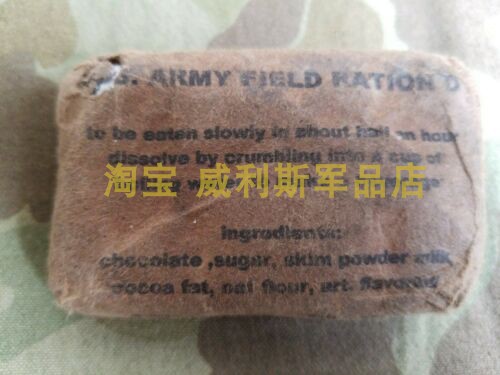 U.S. ARMY FIELD RATION D
to be eaten slowly in about half an hour
dissolve by crumbling into a cup of
淘宝 威利斯军品店
ingredients:
chocolate ,sugar, skim powder milk,
cocoa fat, oat flour, art. flavoring